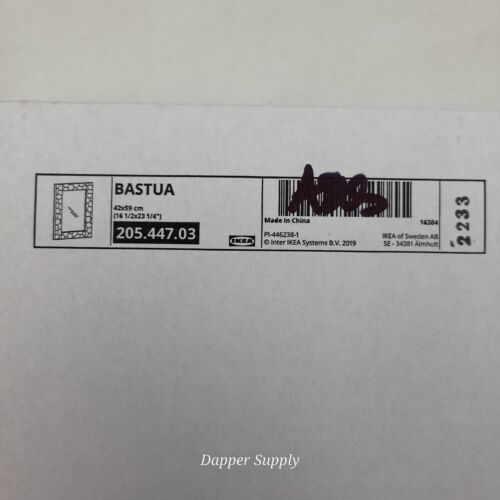 BASTUA
42x59 cm
(16 1/2x23 1/4")
205.447.03
IKEA
Made in China
16384
PI-446238-1
© Inter IKEA Systems B.V. 2019
IKEA of Sweden AB
SE - 34381 Älmhult
2233
Dapper Supply